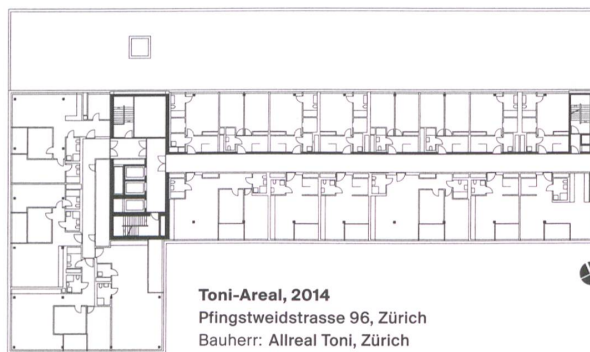 Toni-Areal, 2014
Pfingstweidstrasse 96, Zürich
Bauherr: Allreal Toni, Zürich